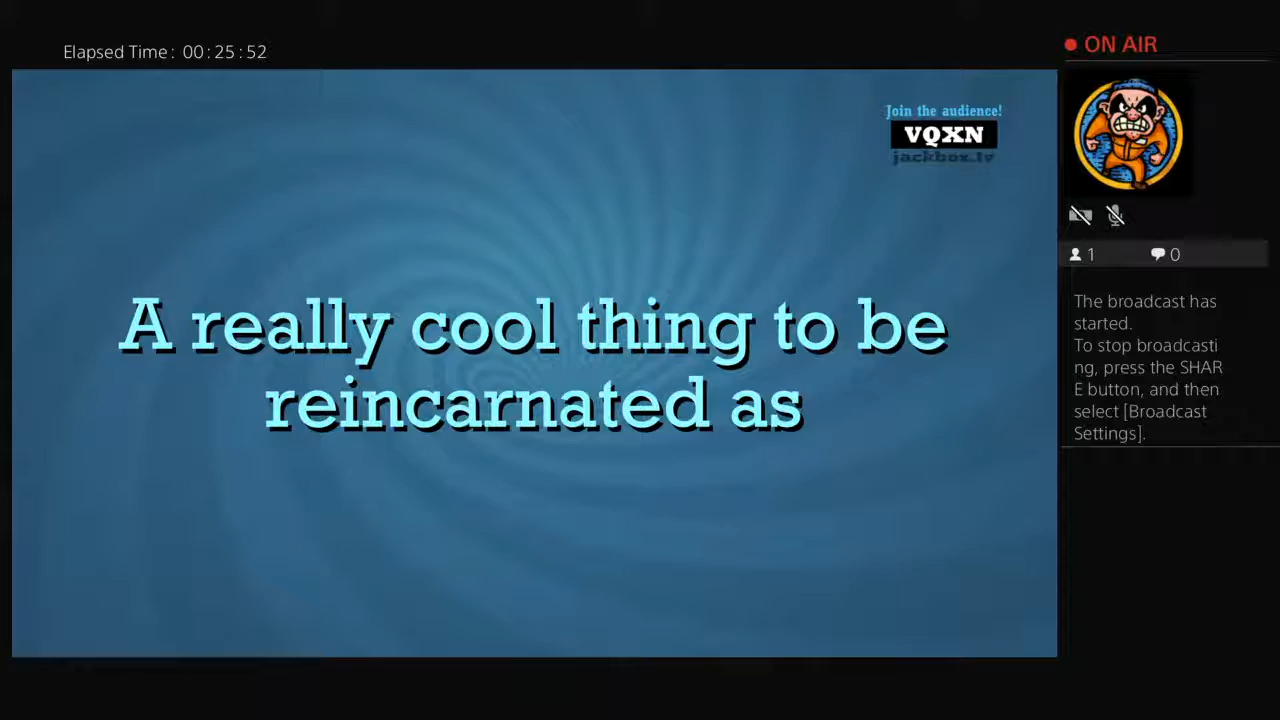 Elapsed Time: 00:25:52
ON AIR
Join the audience!
VQXN
jackbox.tv
1
0
A really cool thing to be
reincarnated as
The broadcast has
started.
To stop broadcasti
ng, press the SHAR
E button, and then
select [Broadcast
Settings].